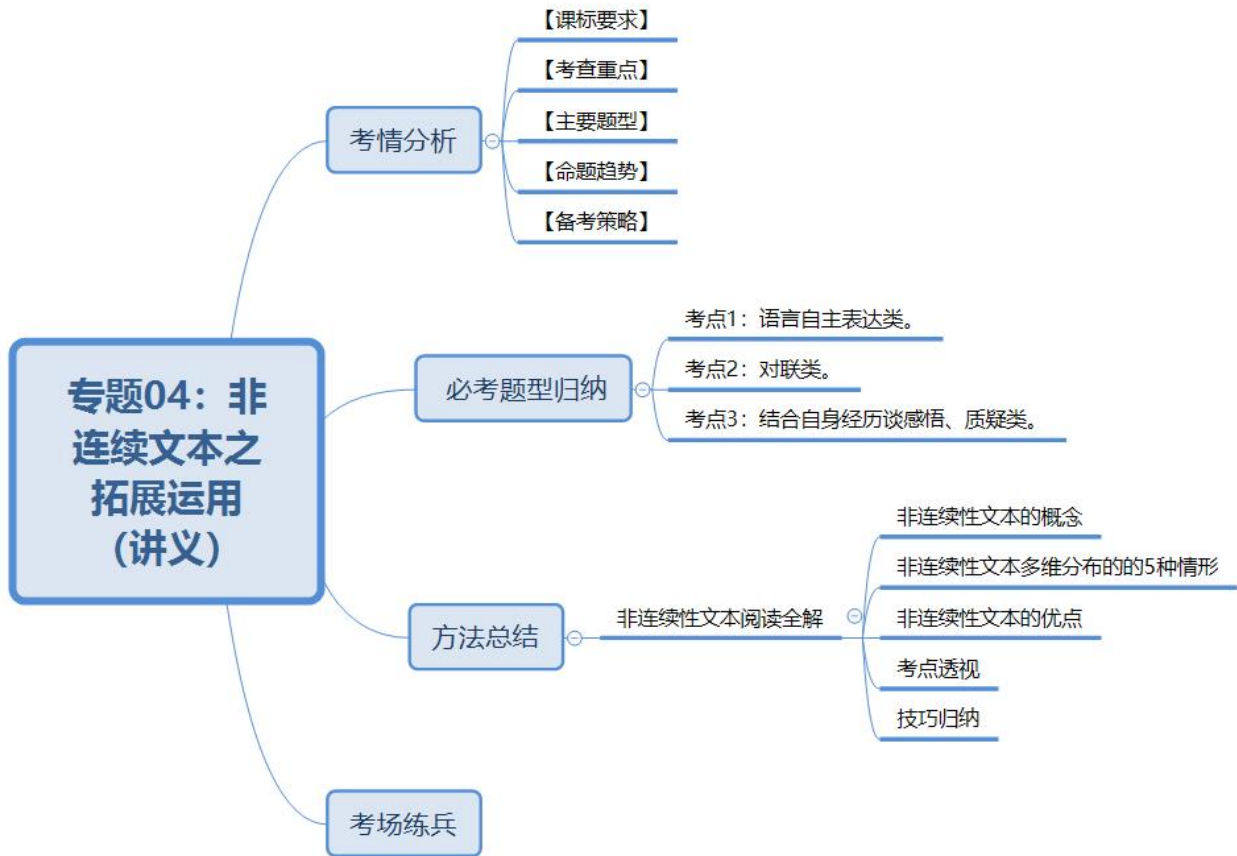 专题04：非
连续文本之
拓展运用
（讲义）
考情分析
【课标要求】
【考查重点】
【主要题型】
【命题趋势】
【备考策略】
必考题型归纳
考点1：语言自主表达类。
考点2：对联类。
考点3：结合自身经历谈感悟、质疑类。
方法总结
非连续性文本阅读全解
非连续性文本的概念
非连续性文本多维分布的的5种情形
非连续性文本的优点
考点透视
技巧归纳
考场练兵